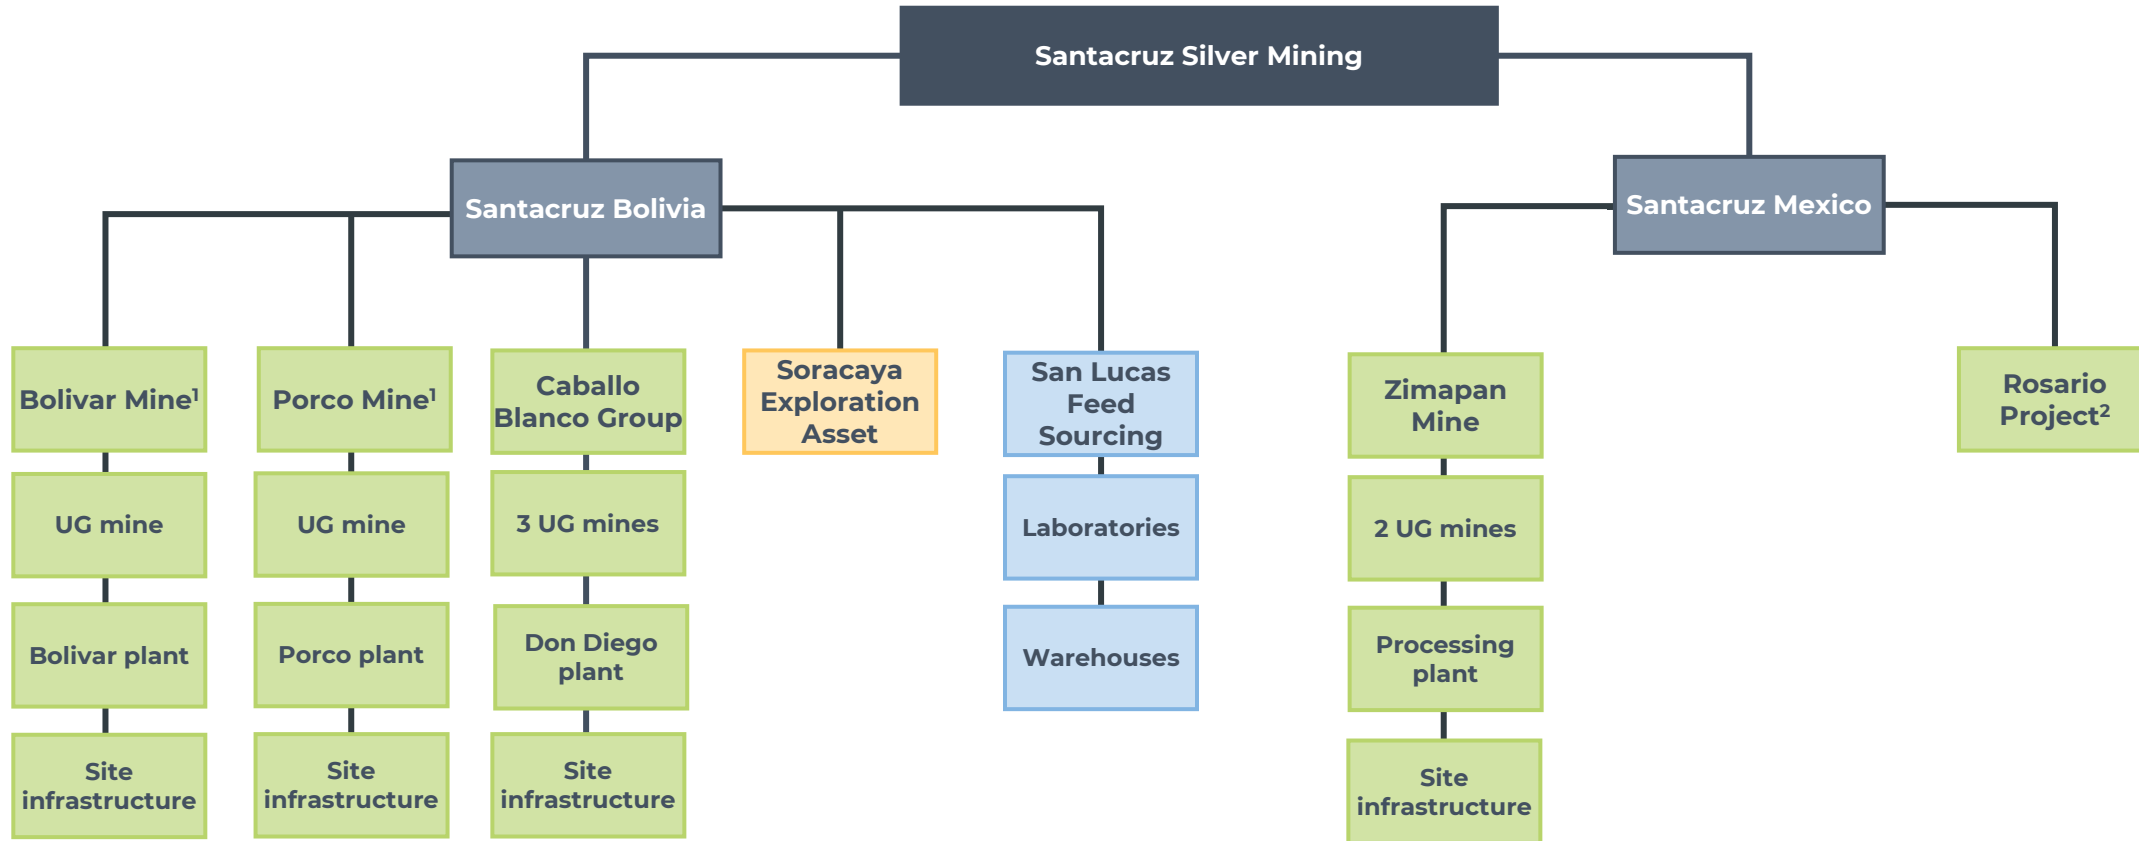 Santacruz Silver Mining
Santacruz Bolivia
Santacruz Mexico
Bolivar Mine¹
Porco Mine¹
Caballo
Blanco Group
Soracaya
Exploration
Asset
San Lucas
Feed
Sourcing
Zimapan
Mine
Rosario
Project²
UG mine
UG mine
3 UG mines
Laboratories
2 UG mines
Bolivar plant
Porco plant
Don Diego
plant
Warehouses
Processing
plant
Site
infrastructure
Site
infrastructure
Site
infrastructure
Site
infrastructure